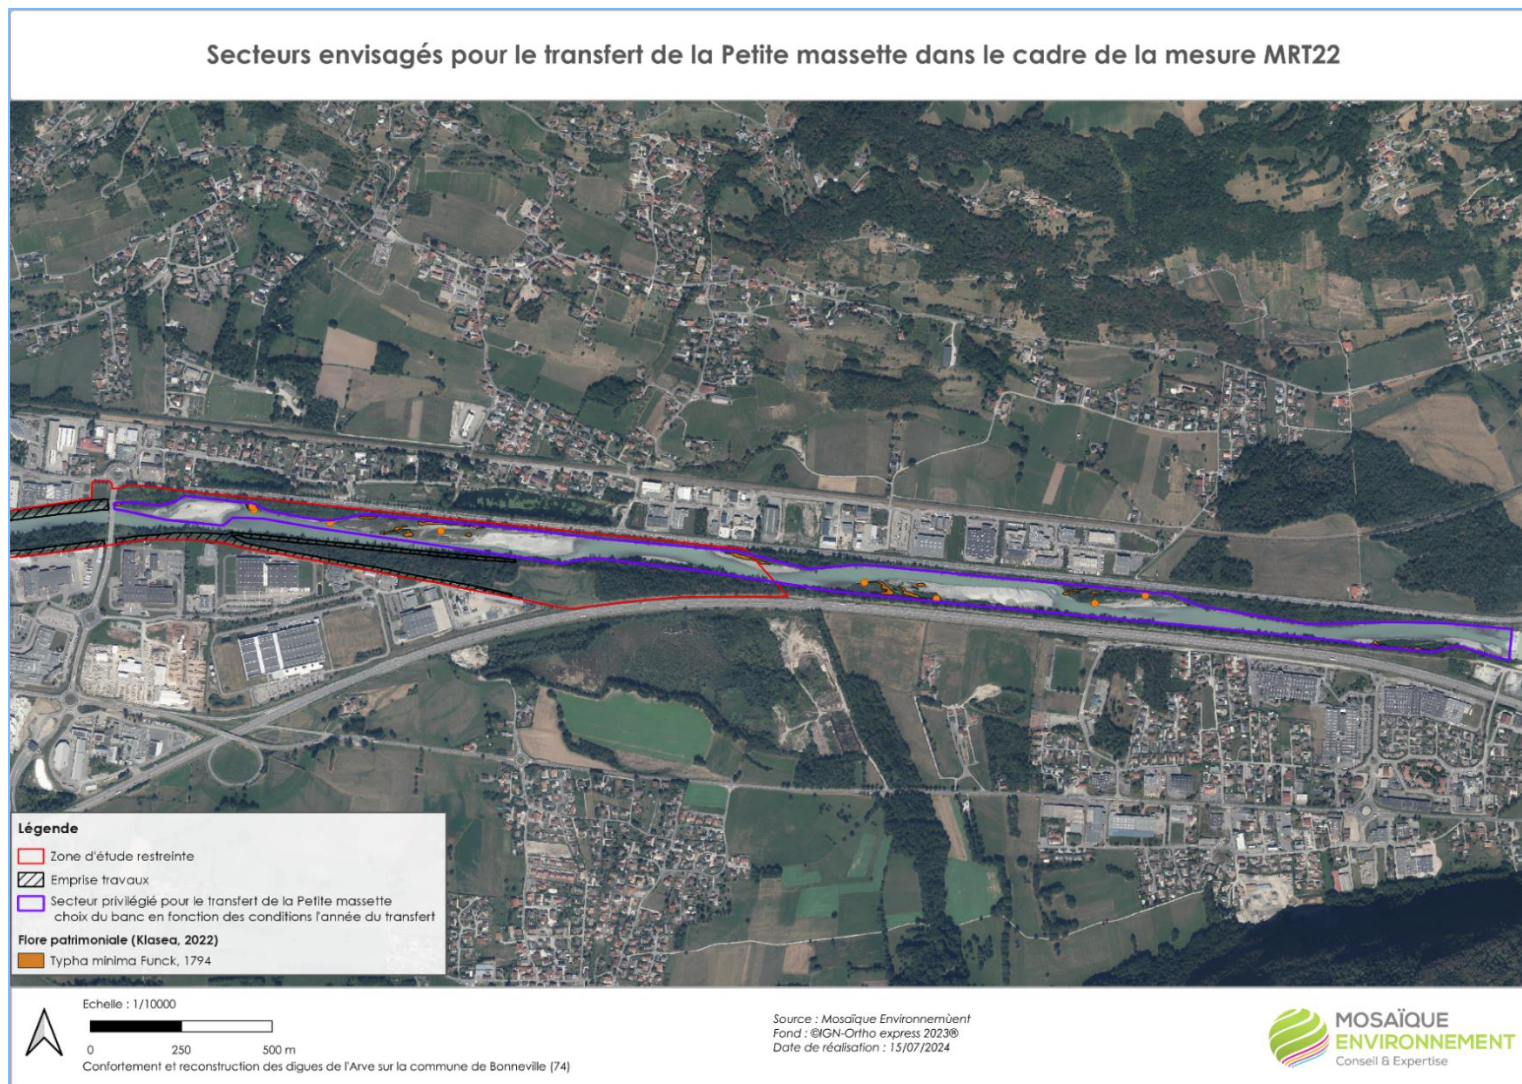 Secteurs envisagés pour le transfert de la Petite massette dans le cadre de la mesure MRT22
Légende
Zone d'étude restreinte
Emprise travaux
Secteur privilégié pour le transfert de la Petite massette
choix du banc en fonction des conditions l'année du transfert
Flore patrimoniale (Klasea, 2022)
Typha minima Funck, 1794
Echelle : 1/10000
0 250 500 m
Confortement et reconstruction des digues de l'Arve sur la commune de Bonneville (74)
Source : Mosaïque Environnemùent
Fond : ©IGN-Ortho express 2023®
Date de réalisation : 15/07/2024
MOSAÏQUE
ENVIRONNEMENT
Conseil & Expertise